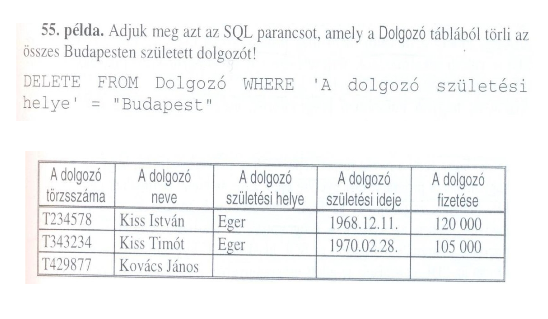 55. példa. Adjuk meg azt az SQL parancsot, amely a Dolgozó táblából törli az
összes Budapesten született dolgozót!
DELETE FROM Dolgozó WHERE 'A dolgozó születési
helye' = "Budapest"
A dolgozó törzsszáma A dolgozó neve A dolgozó születési helye A dolgozó születési ideje A dolgozó fizetése
T234578 Kiss István Eger 1968.12.11. 120 000
T343234 Kiss Timót Eger 1970.02.28. 105 000
T429877 Kovács János